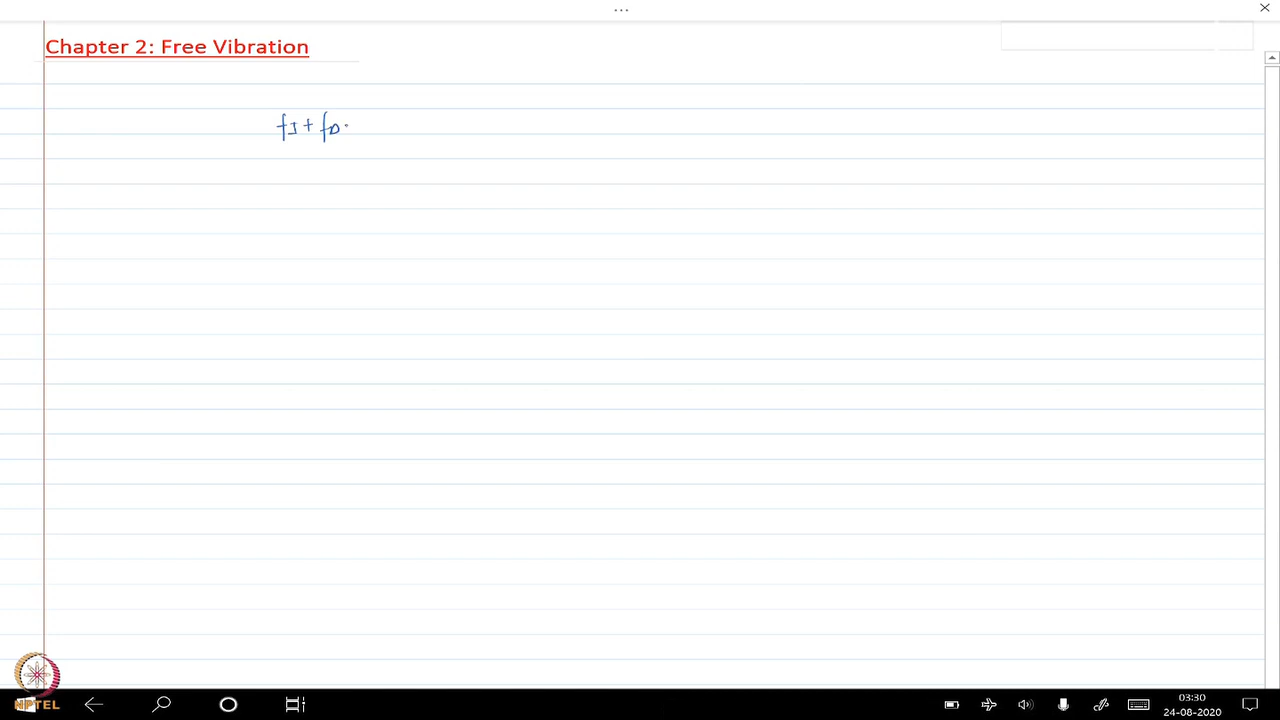 Chapter 2: Free Vibration
fI + fD
NPTEL
03:30
24-08-2020